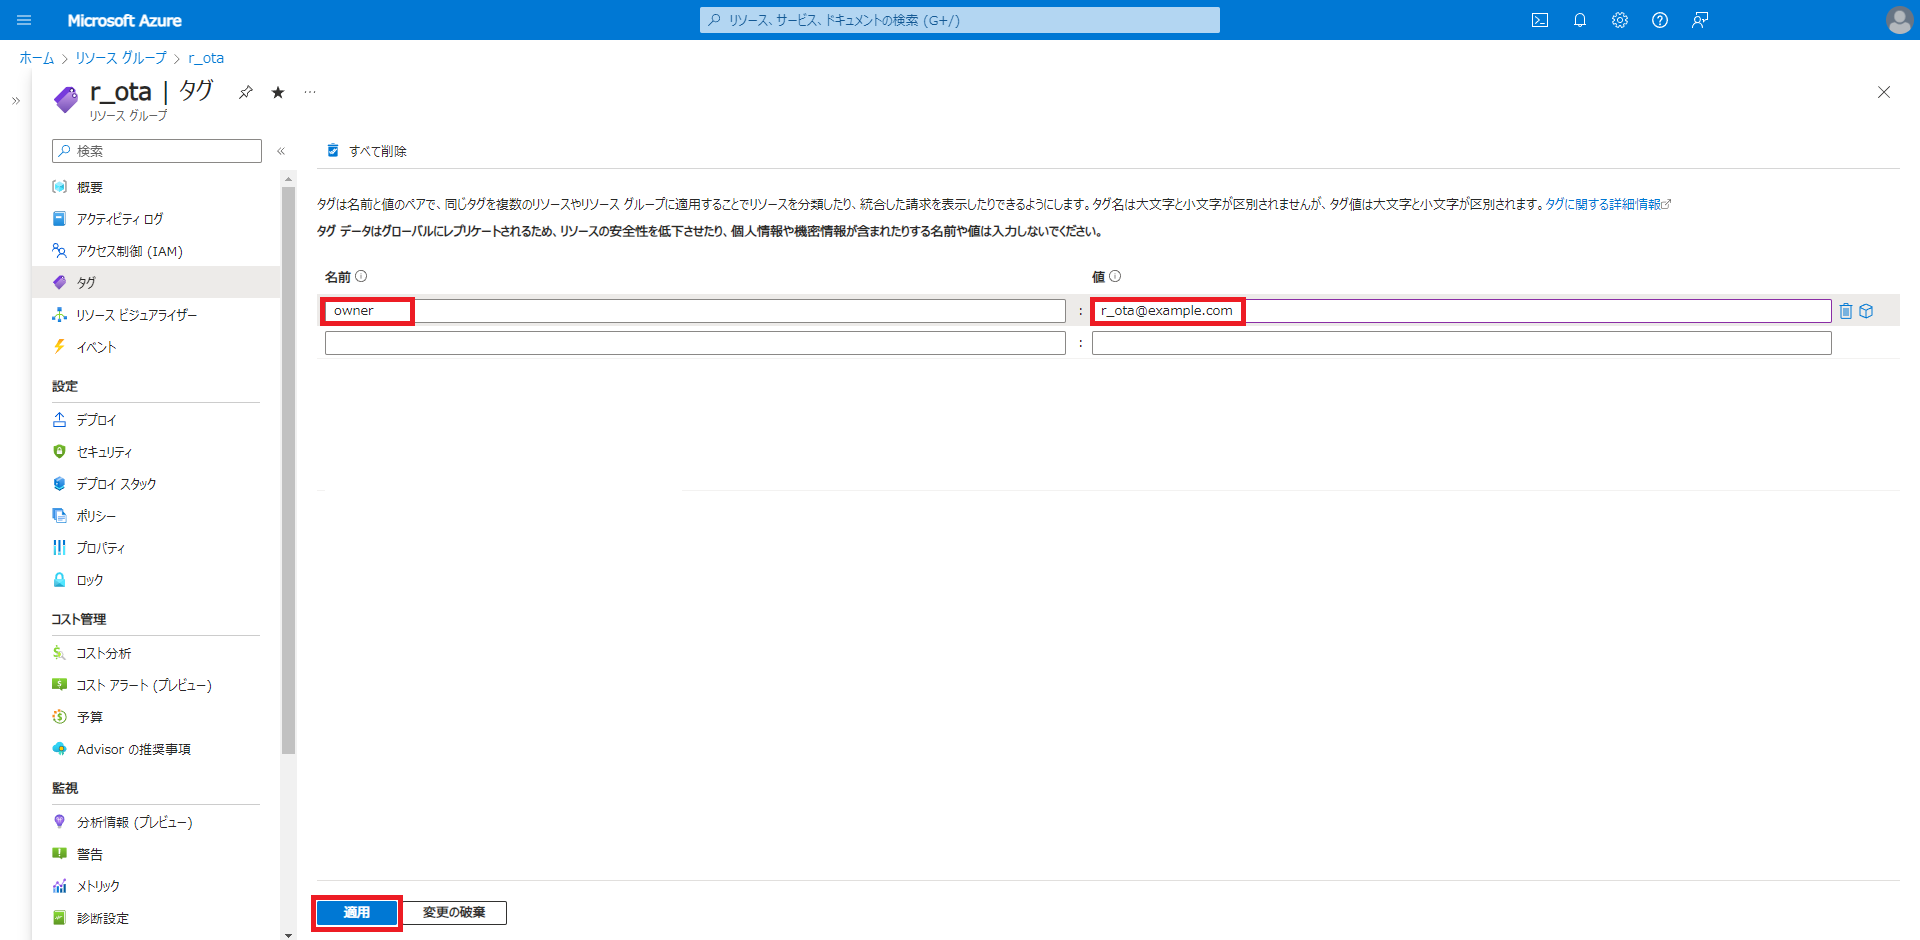 Microsoft Azure
リソース、サービス、ドキュメントの検索 (G+/)
ホーム > リソース グループ > r_ota
r_ota | タグ
リソース グループ
検索
概要
アクティビティ ログ
アクセス制御 (IAM)
タグ
リソース ビジュアライザー
イベント
設定
デプロイ
セキュリティ
デプロイ スタック
ポリシー
プロパティ
ロック
コスト管理
コスト分析
コスト アラート (プレビュー)
予算
Advisor の推奨事項
監視
分析情報 (プレビュー)
警告
メトリック
診断設定
すべて削除
タグは名前と値のペアで、同じタグを複数のリソースやリソース グループに適用することでリソースを分類したり、統合した請求を表示したりできるようにします。タグ名は大文字と小文字が区別されませんが、タグ値は大文字と小文字が区別されます。タグに関する詳細情報
タグ データはグローバルにレプリケートされるため、リソースの安全性を低下させたり、個人情報や機密情報が含まれたりする名前や値は入力しないでください。
名前 値
owner : r_ota@example.com
:
適用 変更の破棄